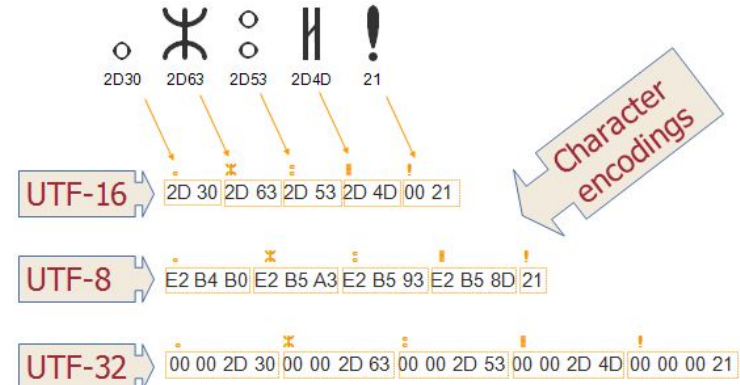 ⴰ ⵣ ⵓ ⵍ !
2D30 2D63 2D53 2D4D 21
Character
encodings
ⴰ ⵣ ⵓ ⵍ !
UTF-16 2D 30 2D 63 2D 53 2D 4D 00 21
ⴰ ⵣ ⵓ ⵍ !
UTF-8 E2 B4 B0 E2 B5 A3 E2 B5 93 E2 B5 8D 21
ⴰ ⵣ ⵓ ⵍ !
UTF-32 00 00 2D 30 00 00 2D 63 00 00 2D 53 00 00 2D 4D 00 00 00 21